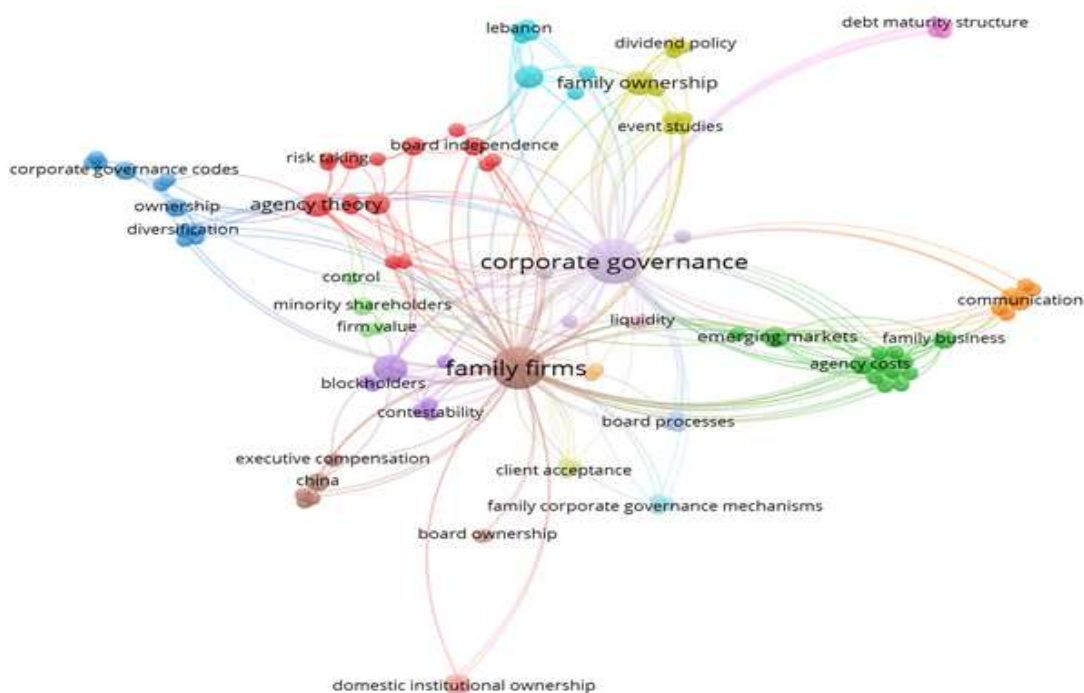 debt maturity structure
lebanon
dividend policy
family ownership
event studies
board independence
risk taking
corporate governance codes
agency theory
ownership
diversification
corporate governance
control
communication
minority shareholders
liquidity
firm value
emerging markets
family business
family firms
agency costs
blockholders
contestability
board processes
executive compensation
client acceptance
china
family corporate governance mechanisms
board ownership
domestic institutional ownership